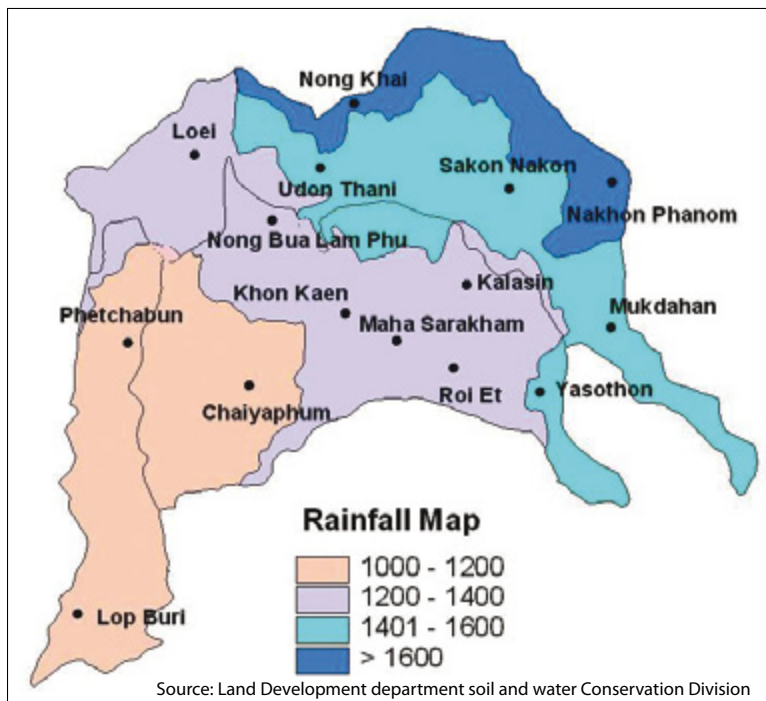 Nong Khai
Loei
Sakon Nakon
Udon Thani
Nakhon Phanom
Nong Bua Lam Phu
Kalasin
Khon Kaen
Mukdahan
Phetchabun
Maha Sarakham
Roi Et
Yasothon
Chaiyaphum
Rainfall Map
1000 - 1200
1200 - 1400
1401 - 1600
> 1600
Lop Buri
Source: Land Development department soil and water Conservation Division